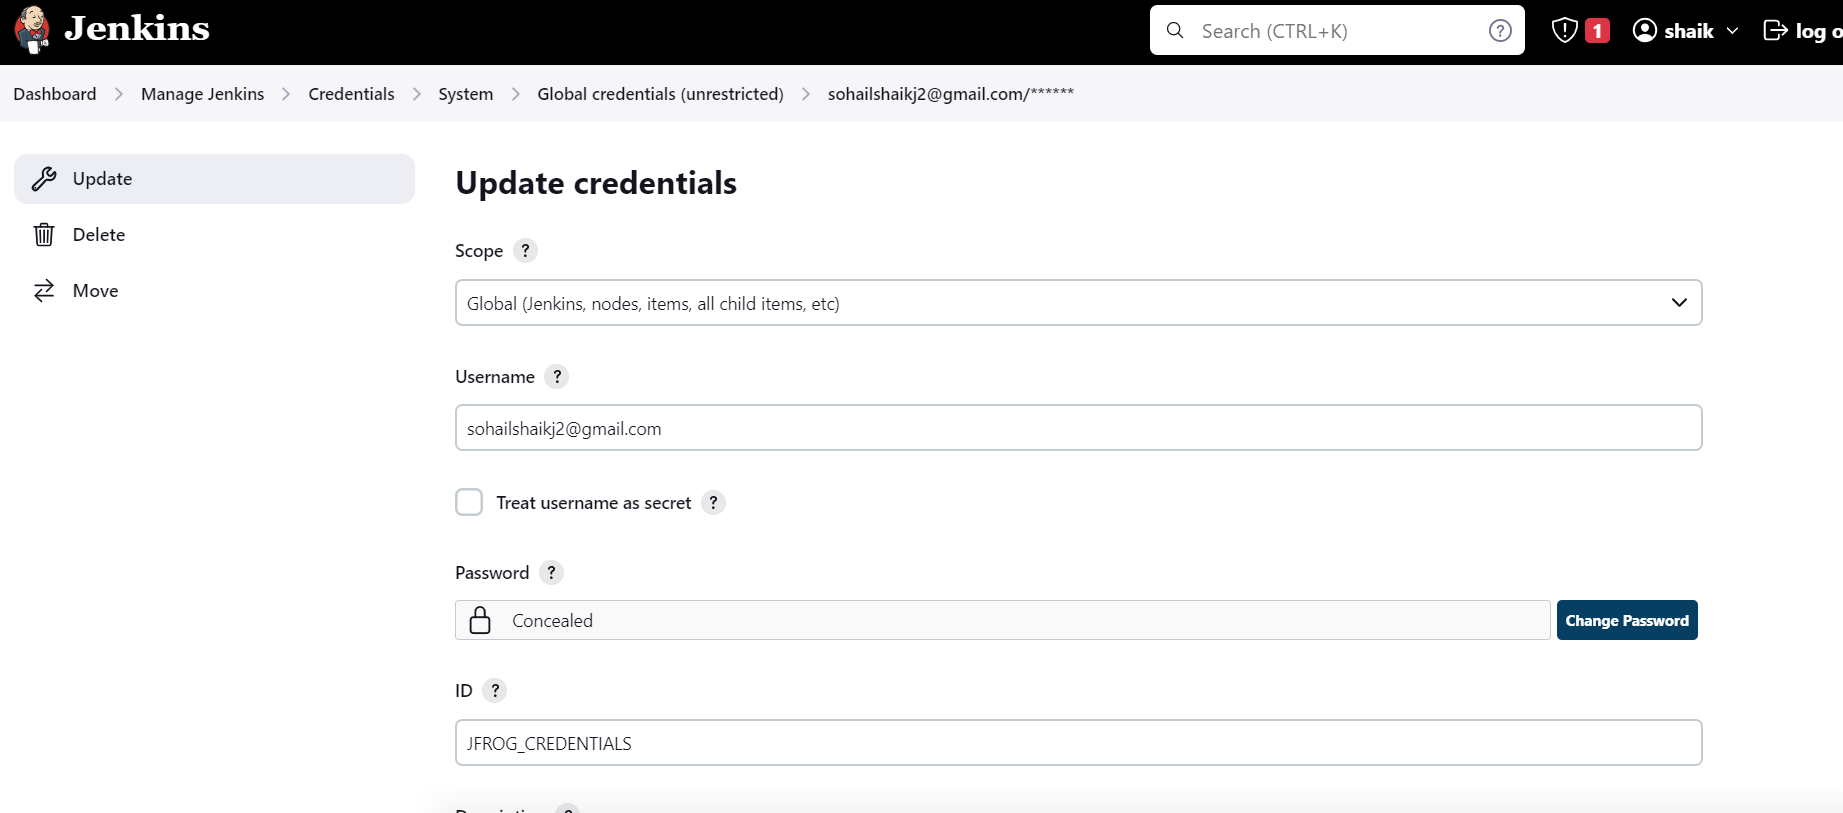 Jenkins
Search (CTRL+K)
?
1
shaik
log o
Dashboard > Manage Jenkins > Credentials > System > Global credentials (unrestricted) > sohailshaikj2@gmail.com/******
Update
Delete
Move
Update credentials
Scope ?
Global (Jenkins, nodes, items, all child items, etc)
Username ?
sohailshaikj2@gmail.com
Treat username as secret ?
Password ?
Concealed
Change Password
ID ?
JFROG_CREDENTIALS